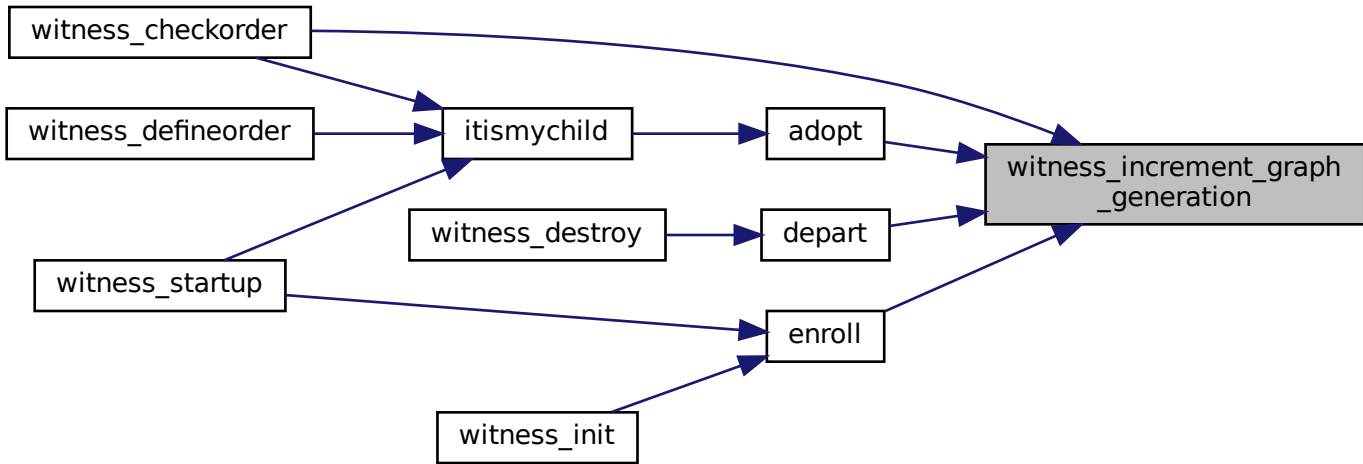 witness_checkorder
witness_defineorder
itismychild
adopt
witness_increment_graph
_generation
witness_destroy
depart
witness_startup
enroll
witness_init